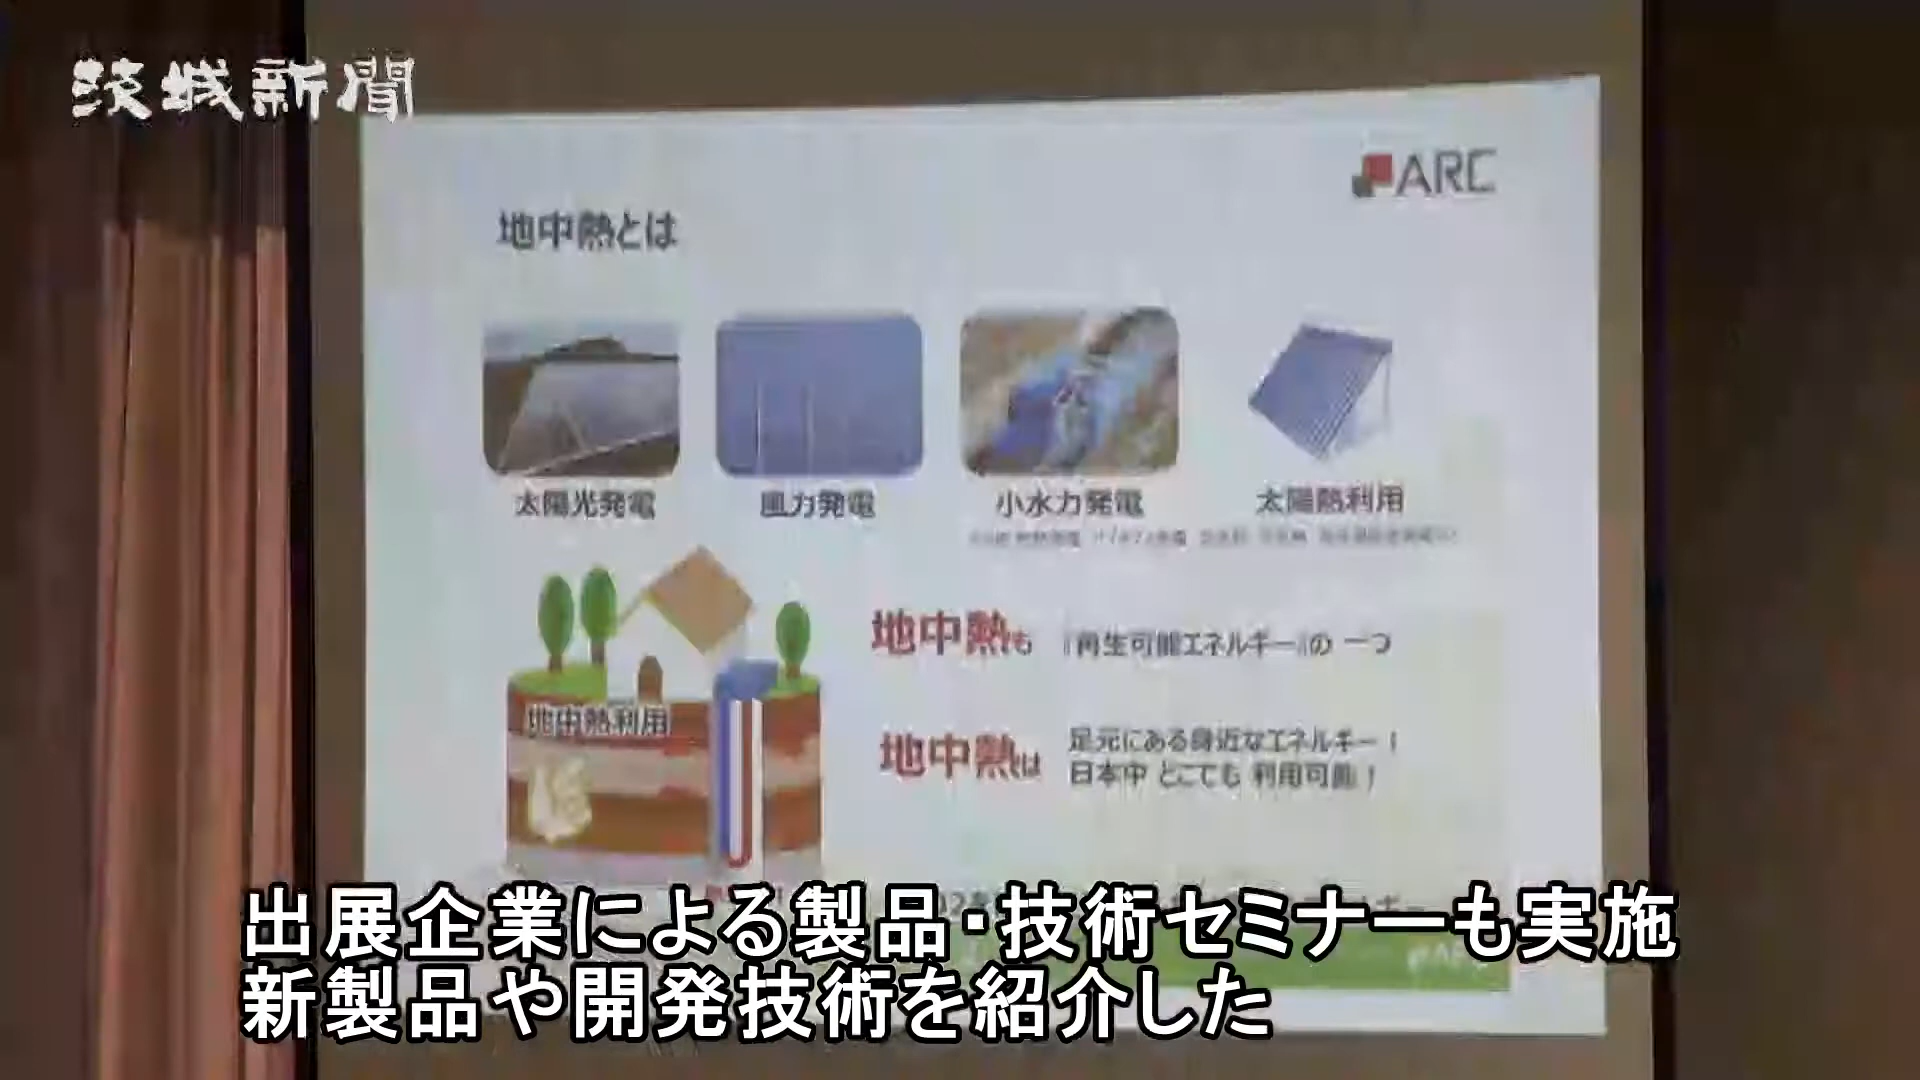 茨城新聞
ARC
地中熱とは
太陽光発電
風力発電
小水力発電
太陽熱利用
地中熱も 『再生可能エネルギー』の 一つ
地中熱利用
地中熱は
足元にある身近なエネルギー！
日本中 どこでも 利用可能！
出展企業による製品・技術セミナーも実施
新製品や開発技術を紹介した